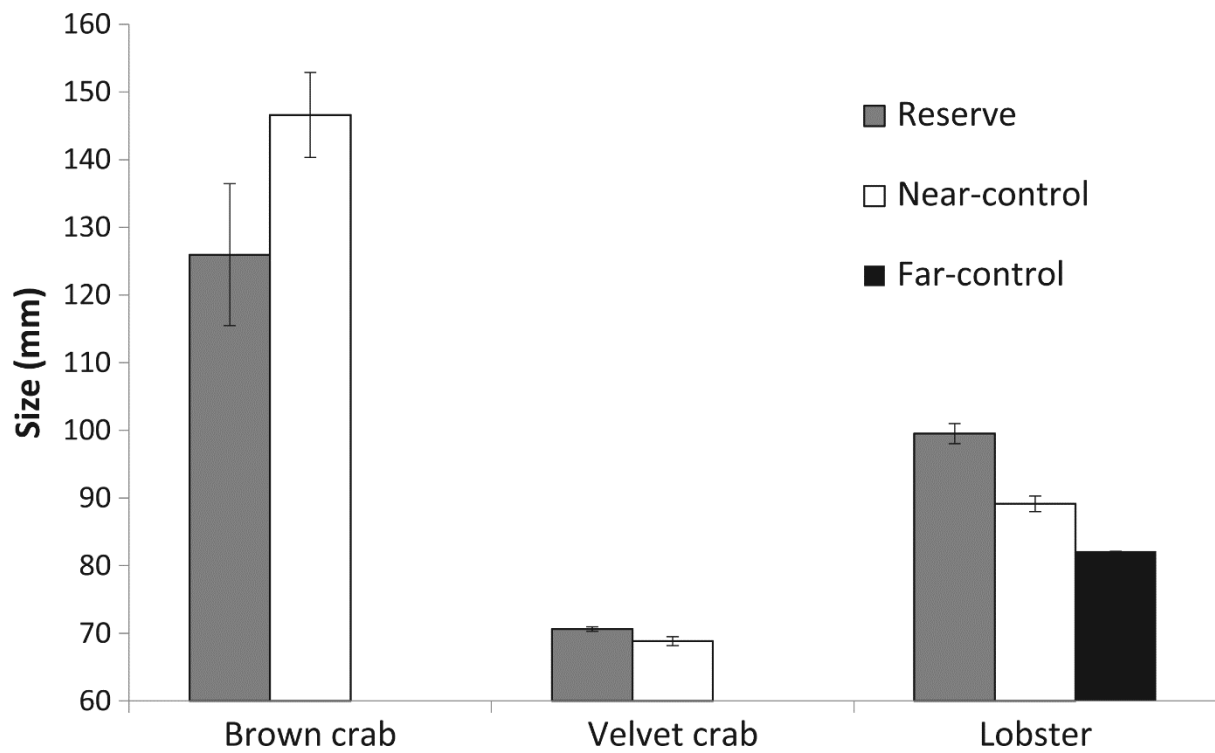 160
150
140
130
120
110
100
90
80
70
60
Size (mm)
Reserve
Near-control
Far-control
Brown crab
Velvet crab
Lobster